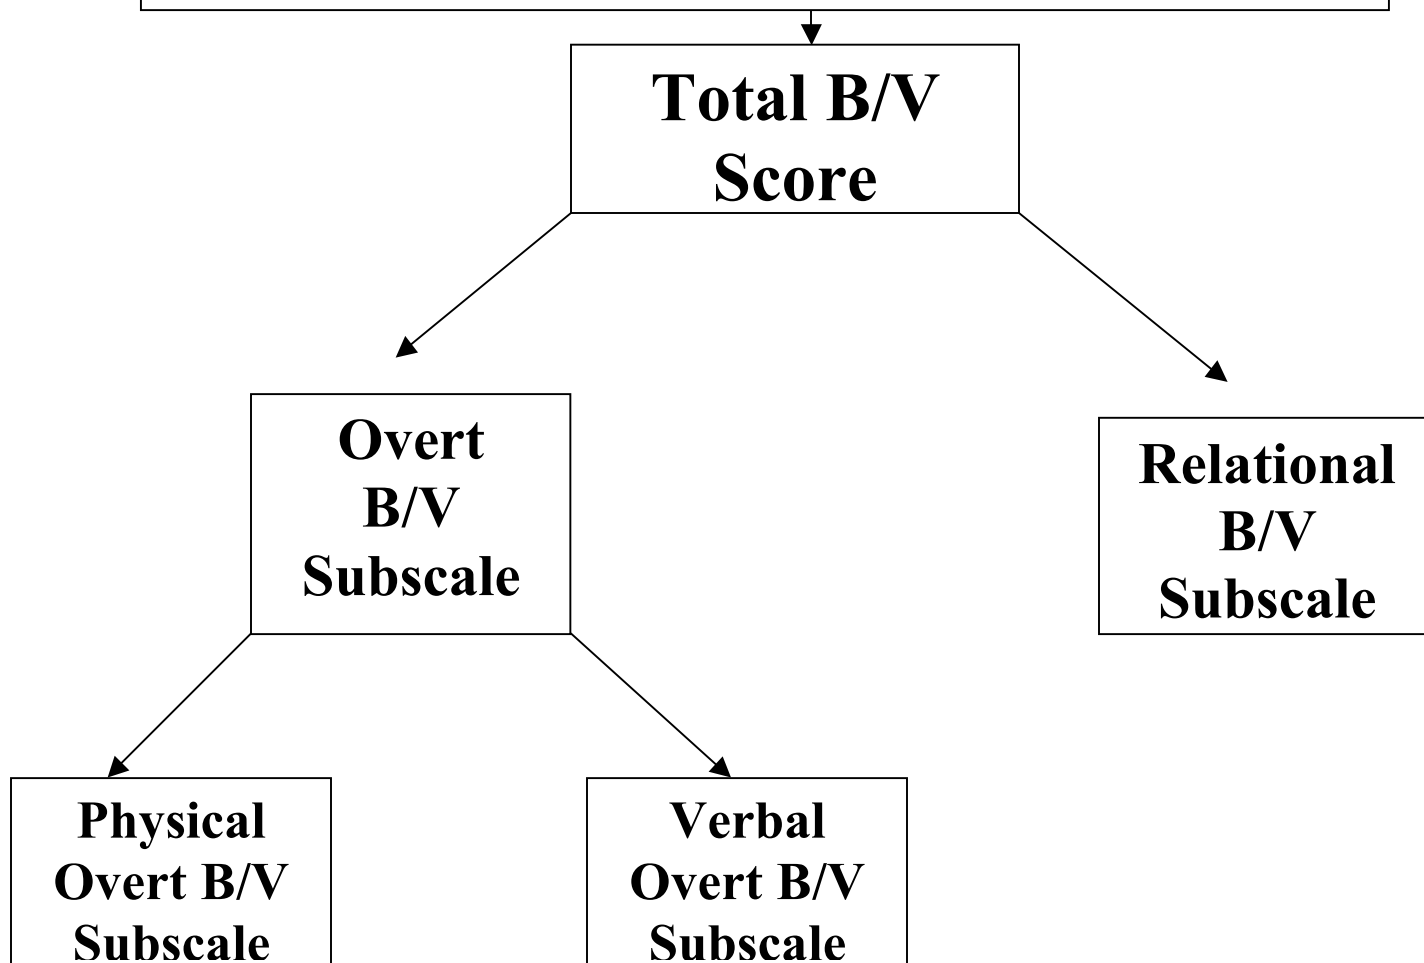 Total B/V
Score
Overt
B/V
Subscale
Relational
B/V
Subscale
Physical
Overt B/V
Subscale
Verbal
Overt B/V
Subscale